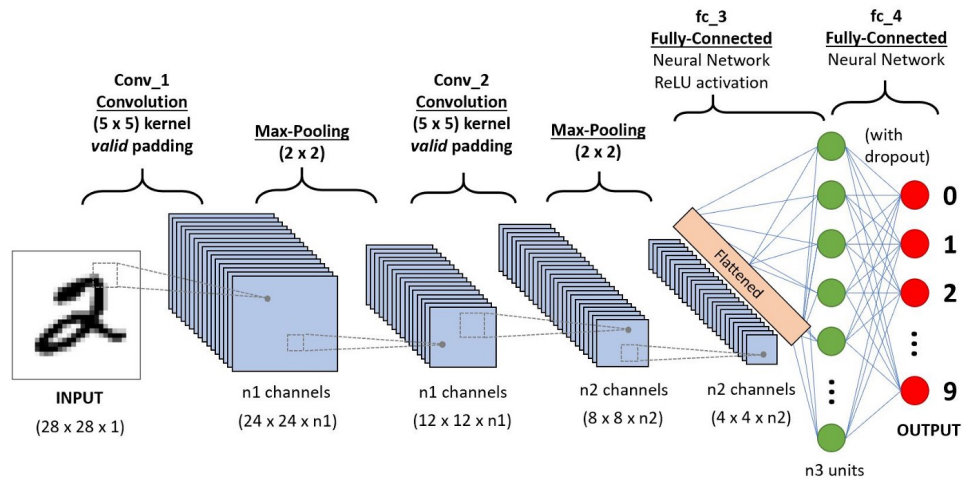 fc_3
Fully-Connected
Neural Network
ReLU activation
fc_4
Fully-Connected
Neural Network
Conv_1
Convolution
(5 x 5) kernel
valid padding
Max-Pooling
(2 x 2)
Conv_2
Convolution
(5 x 5) kernel
valid padding
Max-Pooling
(2 x 2)
(with
dropout)
Flattened
0
1
2
9
INPUT
(28 x 28 x 1)
n1 channels
(24 x 24 x n1)
n1 channels
(12 x 12 x n1)
n2 channels
(8 x 8 x n2)
n2 channels
(4 x 4 x n2)
OUTPUT
n3 units
2